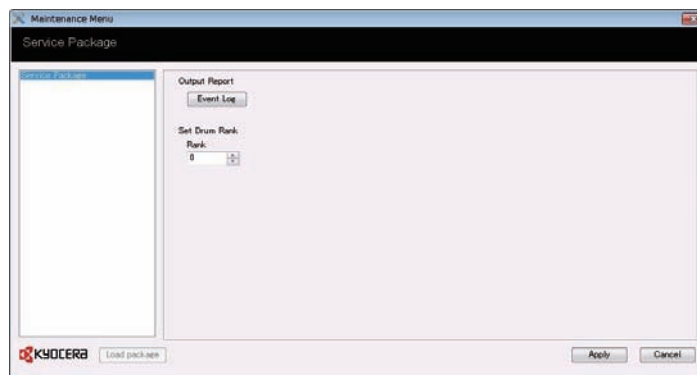 Maintenance Menu
Service Package
Service Package
Output Report
Event Log
Set Drum Rank
Rank
0
KYOCERA
Load package
Apply
Cancel